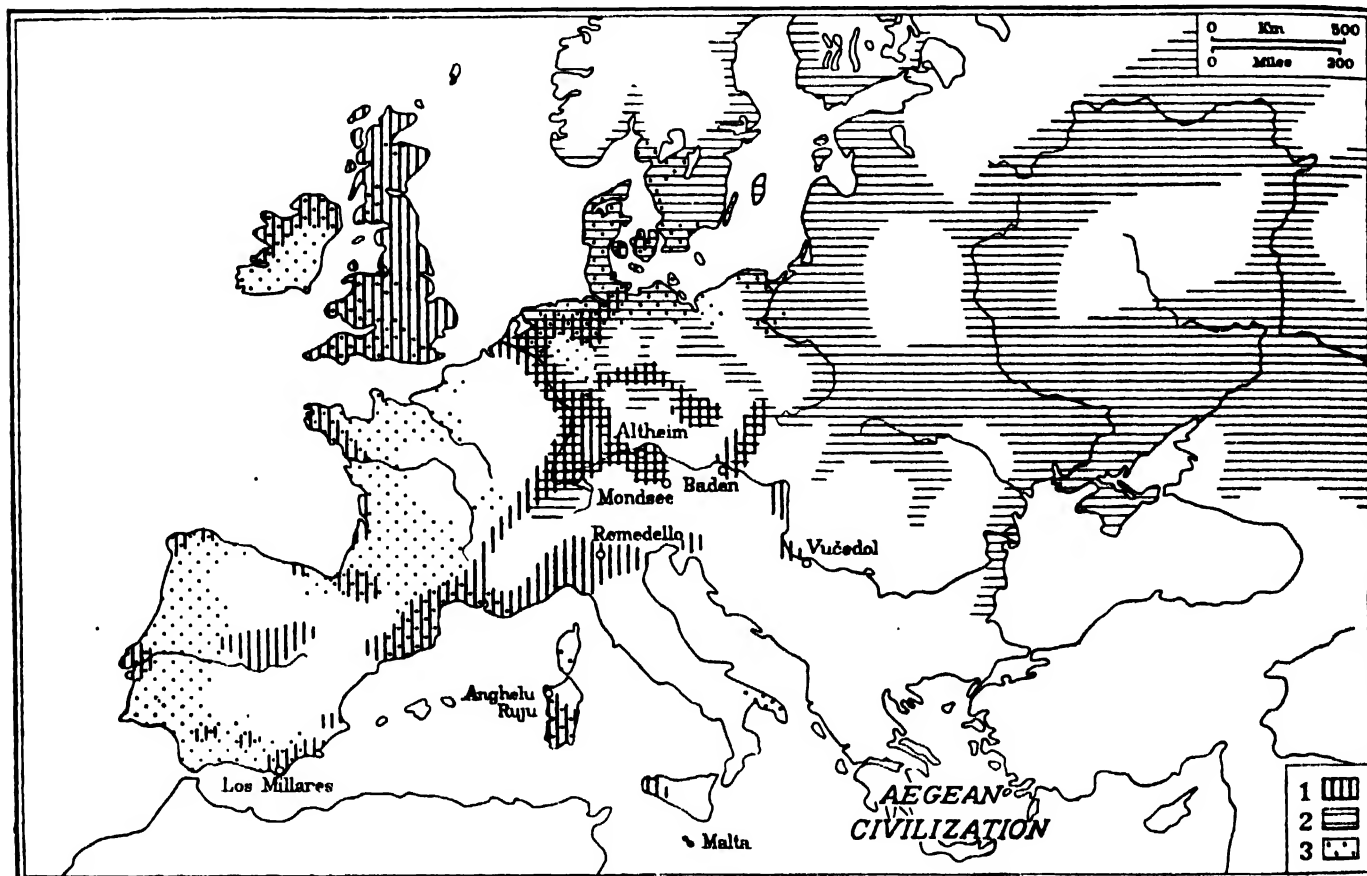 0 Km 500
0 Miles 300
Altheim
Mondsee
Baden
Remedello
Vučedol
Anghelu
Ruju
Los Millares
Malta
AEGEAN
CIVILIZATION
1
2
3